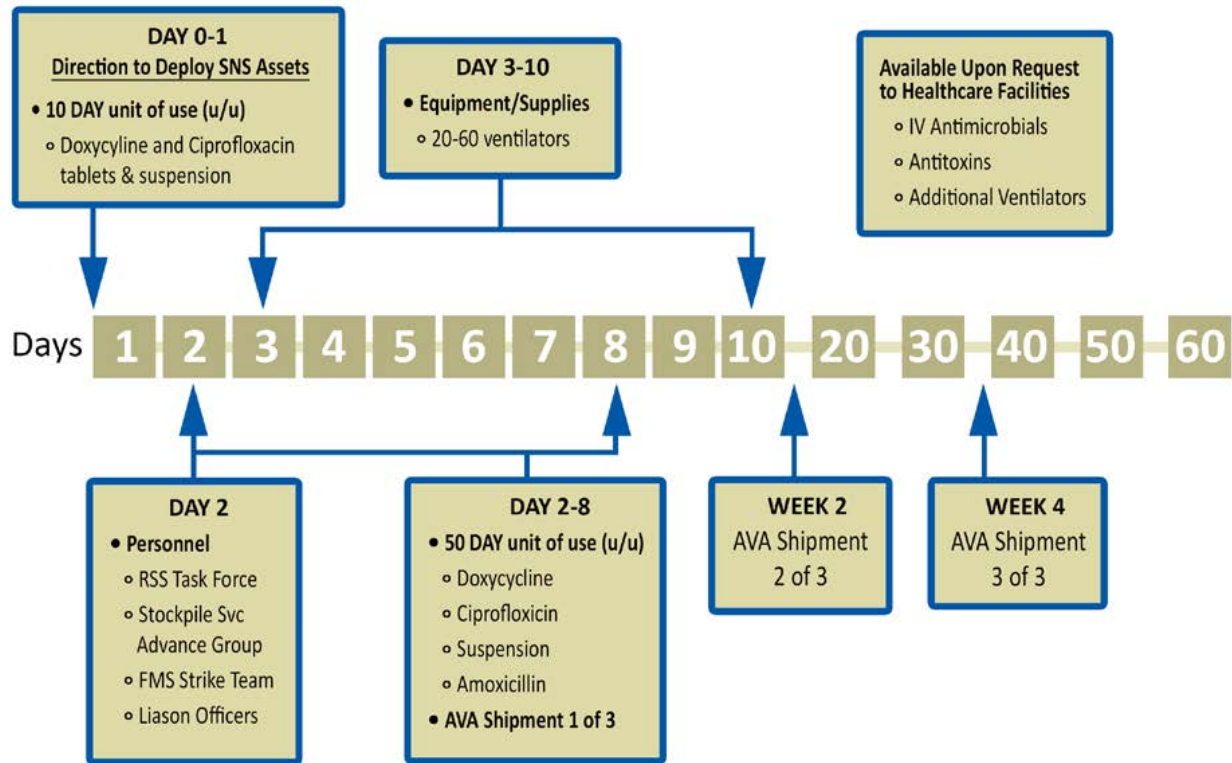 DAY 0-1
Direction to Deploy SNS Assets
• 10 DAY unit of use (u/u)
Doxycyline and Ciprofloxacin
tablets & suspension
DAY 3-10
• Equipment/Supplies
20-60 ventilators
Available Upon Request
to Healthcare Facilities
IV Antimicrobials
Antitoxins
Additional Ventilators
Days 1 2 3 4 5 6 7 8 9 10 20 30 40 50 60
DAY 2
• Personnel
RSS Task Force
Stockpile Svc
Advance Group
FMS Strike Team
Liason Officers
DAY 2-8
• 50 DAY unit of use (u/u)
Doxycycline
Ciprofloxicin
Suspension
Amoxicillin
• AVA Shipment 1 of 3
WEEK 2
AVA Shipment
2 of 3
WEEK 4
AVA Shipment
3 of 3